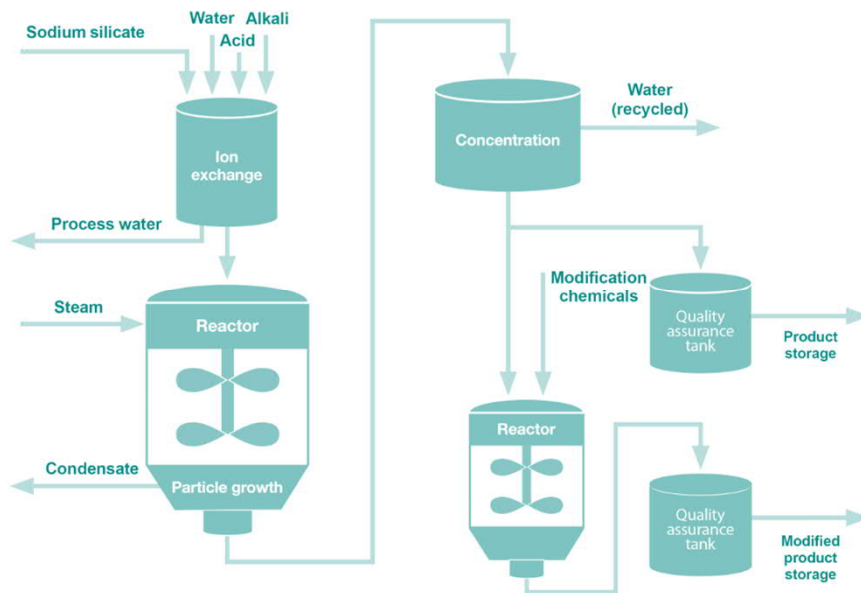 Sodium silicate
Water
Acid
Alkali
Ion
exchange
Process water
Steam
Reactor
Condensate
Particle growth
Concentration
Water
(recycled)
Modification
chemicals
Quality
assurance
tank
Product
storage
Reactor
Quality
assurance
tank
Modified
product
storage